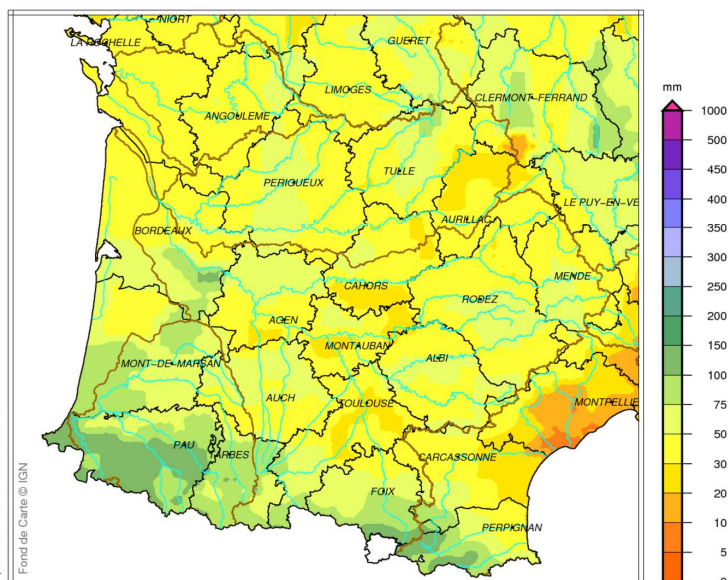 NIORT
LA ROCHELLE
GUERET
LIMOGES
CLERMONT-FERRAND
ANGOULEME
PERIGUEUX
TULLE
LE PUY-EN-VE
AURILLAC
BORDEAUX
MENDE
CAHORS
RODEZ
AGEN
MONTAUBAN
ALBI
MONT-DE-MARSAN
AUCH
TOULOUSE
MONTPELLIE
PAU
TARBES
CARCASSONNE
FOIX
PERPIGNAN
Fond de Carte © IGN
mm
1000
500
450
400
350
300
250
200
150
100
75
50
30
20
10
5
0